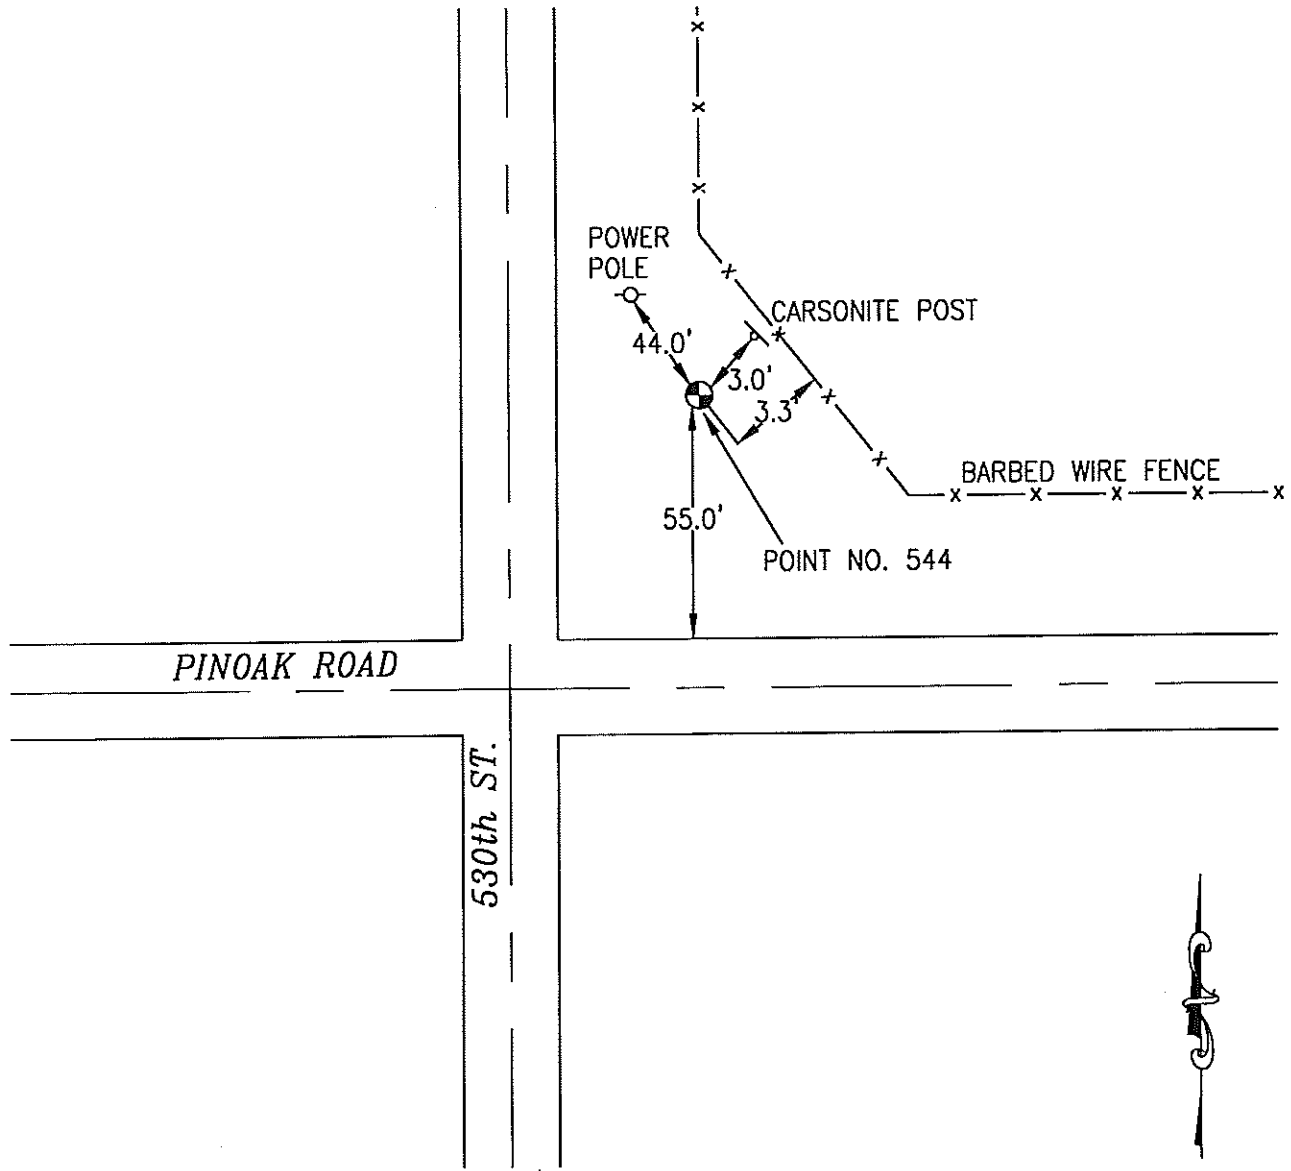 POWER
POLE
CARSONITE POST
44.0'
3.0'
3.3'
BARBED WIRE FENCE
55.0'
POINT NO. 544
PINOAK ROAD
530th ST.